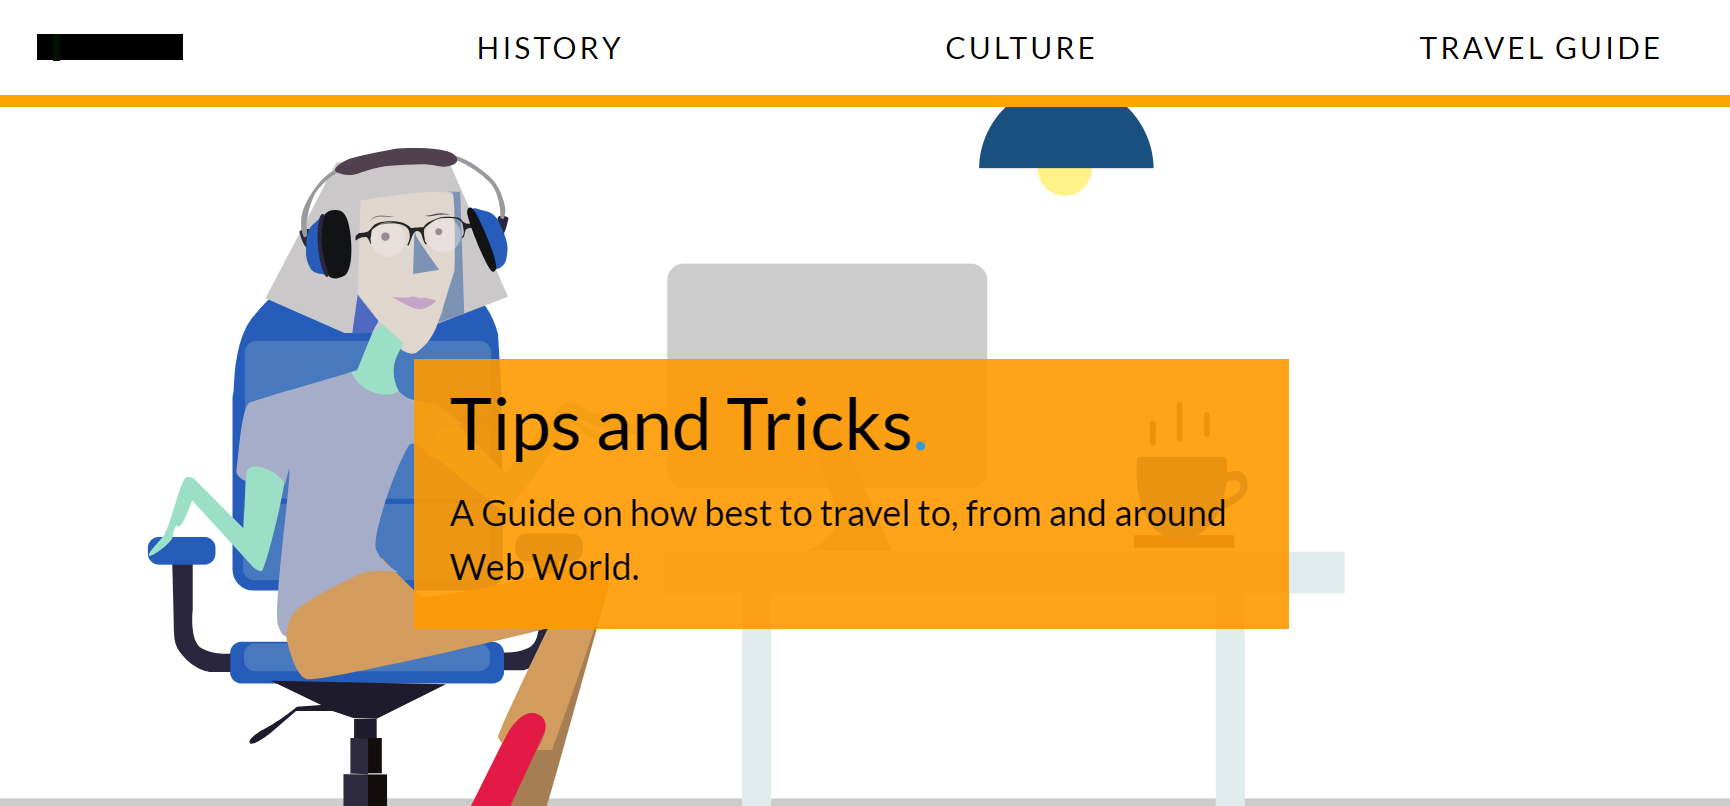 HISTORY CULTURE TRAVEL GUIDE
Tips and Tricks.
A Guide on how best to travel to, from and around
Web World.